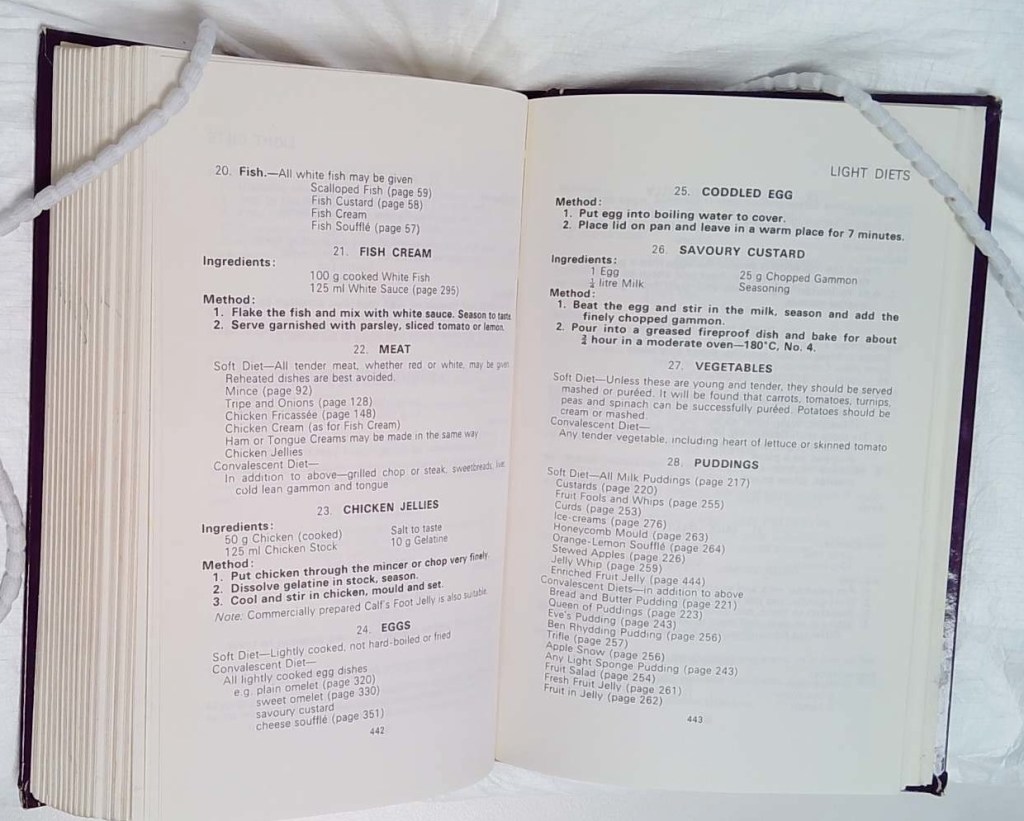 20. Fish.—All white fish may be given
Scalloped Fish (page 59)
Fish Custard (page 58)
Fish Cream
Fish Soufflé (page 57)
21. FISH CREAM
Ingredients:
100 g cooked White Fish
125 ml White Sauce (page 295)
Method:
1. Flake the fish and mix with white sauce. Season to taste.
2. Serve garnished with parsley, sliced tomato or lemon.
22. MEAT
Soft Diet—All tender meat, whether red or white, may be given
Reheated dishes are best avoided.
Mince (page 92)
Tripe and Onions (page 128)
Chicken Fricassée (page 148)
Chicken Cream (as for Fish Cream)
Ham or Tongue Creams may be made in the same way
Chicken Jellies
Convalescent Diet—
In addition to above—grilled chop or steak, sweetbreads, liver
cold lean gammon and tongue
23. CHICKEN JELLIES
Ingredients:
50 g Chicken (cooked) Salt to taste
125 ml Chicken Stock 10 g Gelatine
Method:
1. Put chicken through the mincer or chop very finely.
2. Dissolve gelatine in stock, season.
3. Cool and stir in chicken, mould and set.
Note: Commercially prepared Calf's Foot Jelly is also suitable.
24. EGGS
Soft Diet—Lightly cooked, not hard-boiled or fried
Convalescent Diet—
All lightly cooked egg dishes
e.g. plain omelet (page 320)
sweet omelet (page 330)
savoury custard
cheese soufflé (page 351)
442
LIGHT DIETS
25. CODDLED EGG
Method:
1. Put egg into boiling water to cover.
2. Place lid on pan and leave in a warm place for 7 minutes.
26. SAVOURY CUSTARD
Ingredients:
1 Egg 25 g Chopped Gammon
¼ litre Milk Seasoning
Method:
1. Beat the egg and stir in the milk, season and add the
finely chopped gammon.
2. Pour into a greased fireproof dish and bake for about
¾ hour in a moderate oven—180°C, No. 4.
27. VEGETABLES
Soft Diet—Unless these are young and tender, they should be served
mashed or puréed. It will be found that carrots, tomatoes, turnips,
peas and spinach can be successfully puréed. Potatoes should be
cream or mashed.
Convalescent Diet—
Any tender vegetable, including heart of lettuce or skinned tomato
28. PUDDINGS
Soft Diet—All Milk Puddings (page 217)
Custards (page 220)
Fruit Fools and Whips (page 255)
Curds (page 253)
Ice-creams (page 276)
Honeycomb Mould (page 263)
Orange-Lemon Soufflé (page 264)
Stewed Apples (page 226)
Jelly Whip (page 259)
Enriched Fruit Jelly (page 444)
Convalescent Diets—in addition to above
Bread and Butter Pudding (page 221)
Queen of Puddings (page 223)
Eve's Pudding (page 243)
Ben Rhydding Pudding (page 256)
Trifle (page 257)
Apple Snow (page 256)
Any Light Sponge Pudding (page 243)
Fruit Salad (page 254)
Fresh Fruit Jelly (page 261)
Fruit in Jelly (page 262)
443